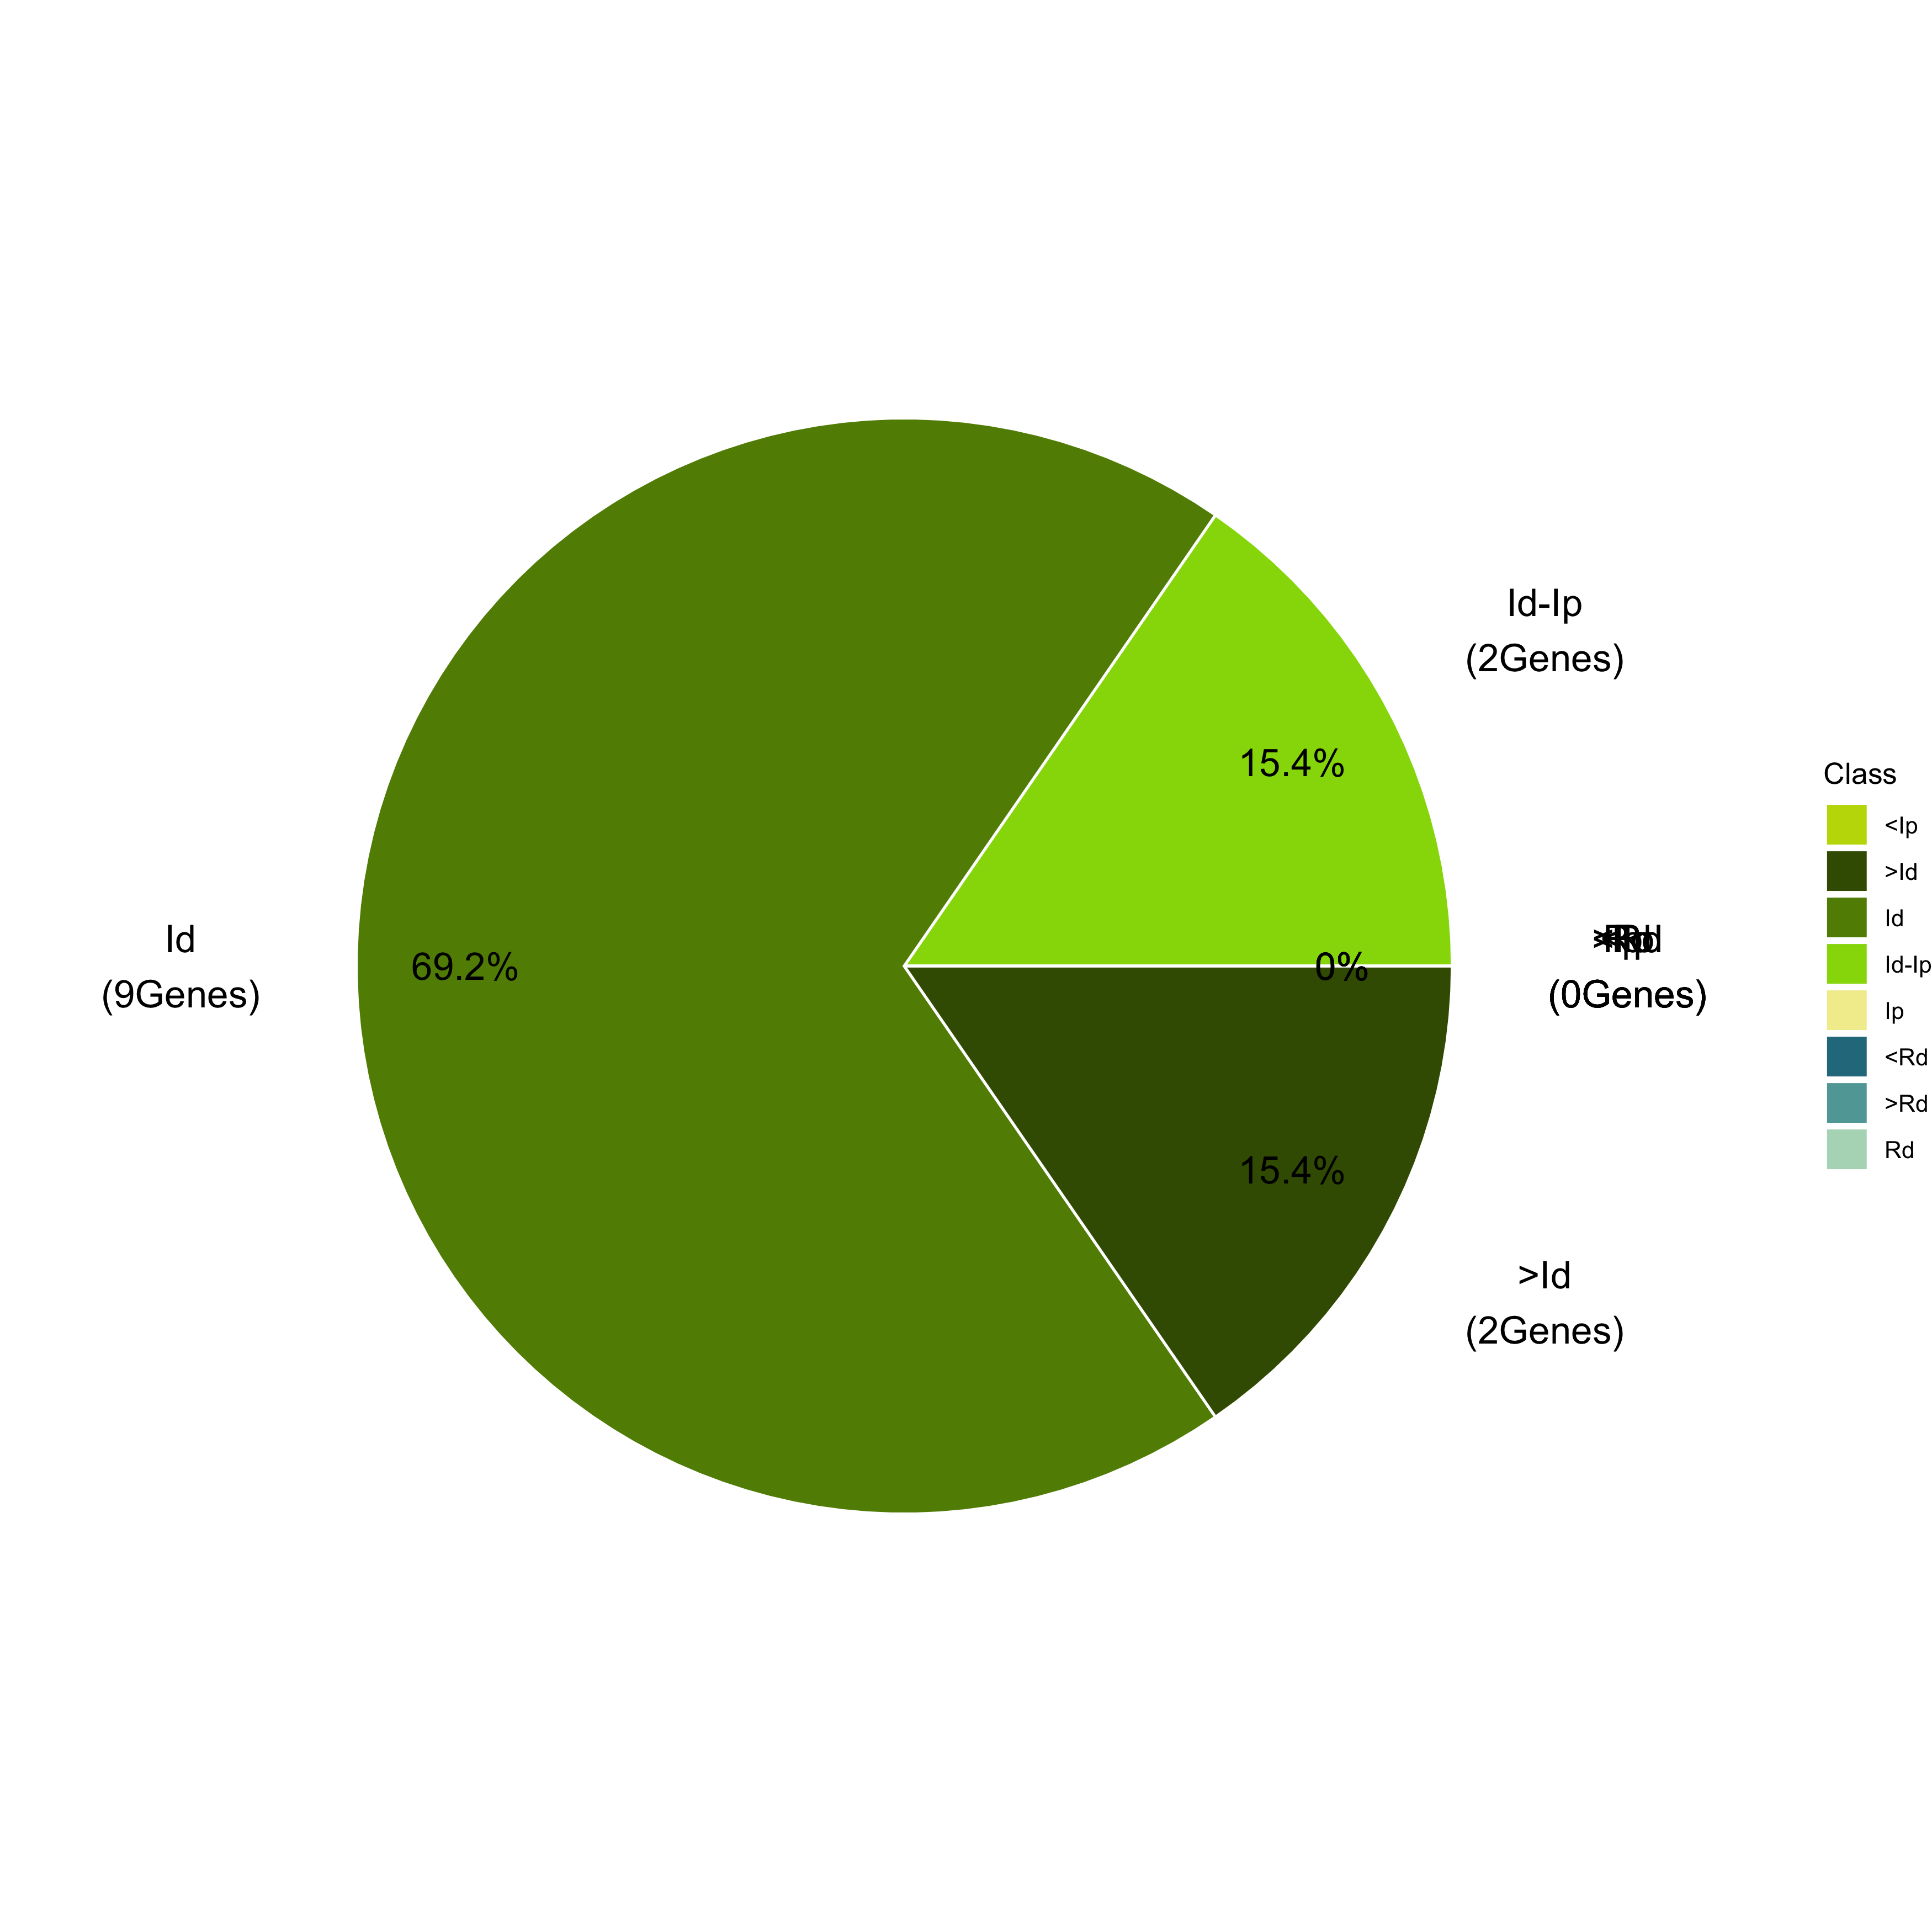 Id-Ip
(2Genes)
15.4%
Id
(9Genes)
69.2%
0%
(0Genes)
15.4%
>Id
(2Genes)
Class
<Ip
>Id
Id
Id-Ip
Ip
<Rd
>Rd
Rd